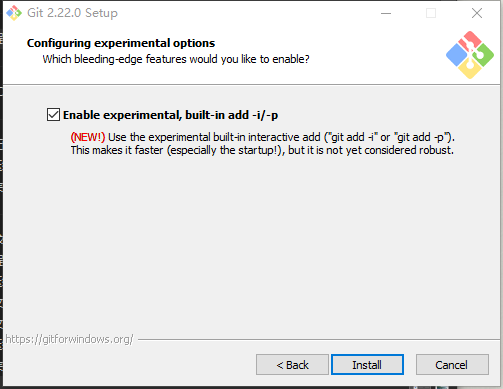 Git 2.22.0 Setup
Configuring experimental options
Which bleeding-edge features would you like to enable?
Enable experimental, built-in add -i/-p
(NEW!) Use the experimental built-in interactive add ("git add -i" or "git add -p").
This makes it faster (especially the startup!), but it is not yet considered robust.
https://gitforwindows.org/
< Back
Install
Cancel